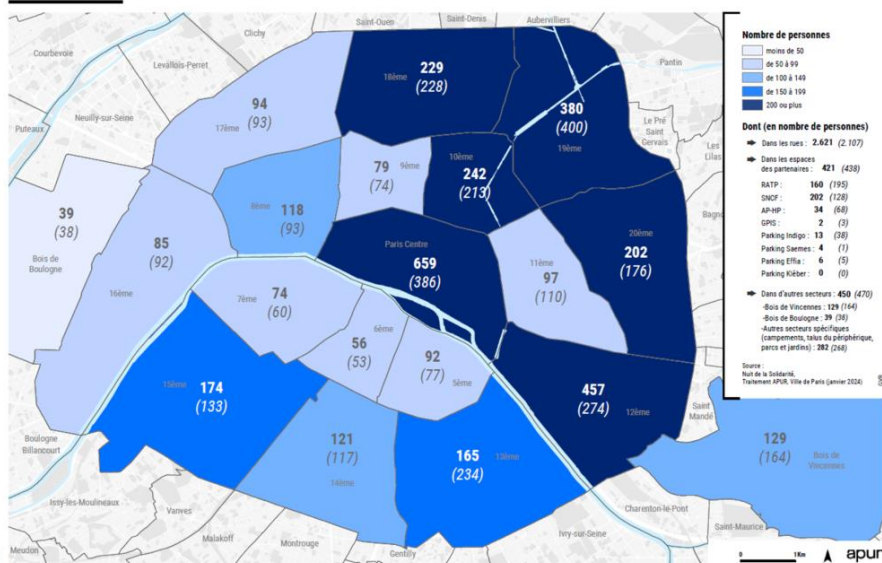 Saint-Ouen
Saint-Denis
Aubervilliers
Clichy
Courbevoie
Levallois-Perret
Neuilly-sur-Seine
Puteaux
Pantin
Le Pré
Saint
Gervais
Les
Lilas
Bagno
229
(228)
18ème
94
(93)
17ème
380
(400)
19ème
79
(74)
9ème
10ème
242
(213)
8ème
118
(93)
39
(38)
Bois de
Boulogne
85
(92)
16ème
Paris Centre
659
(386)
11ème
97
(110)
20ème
202
(176)
7ème
74
(60)
6ème
56
(53)
92
(77)
5ème
15ème
174
(133)
457
(274)
12ème
121
(117)
14ème
165
(234)
13ème
Saint
Mandé
129
(164)
Bois de
Vincennes
Boulogne
Billancourt
Issy-les-Moulineaux
Vanves
Malakoff
Montrouge
Gentilly
Meudon
Ivry-sur-Seine
Charenton-le-Pont
Saint-Maurice
Nombre de personnes
moins de 50
de 50 à 99
de 100 à 149
de 150 à 199
200 ou plus
Dont (en nombre de personnes)
Dans les rues : 2.621 (2.107)
Dans les espaces
des partenaires : 421 (438)
RATP : 160 (195)
SNCF : 202 (128)
AP-HP : 34 (68)
GPIS : 2 (3)
Parking Indigo : 13 (38)
Parking Saemes : 4 (1)
Parking Effia : 6 (5)
Parking Kléber : 0 (0)
Dans d'autres secteurs : 450 (470)
-Bois de Vincennes : 129 (164)
-Bois de Boulogne : 39 (38)
-Autres secteurs spécifiques
(campements, talus du périphérique,
parcs et jardins) : 282 (268)
Source :
Nuit de la Solidarité,
Traitement APUR, Ville de Paris (janvier 2024)
0 1Km
apur